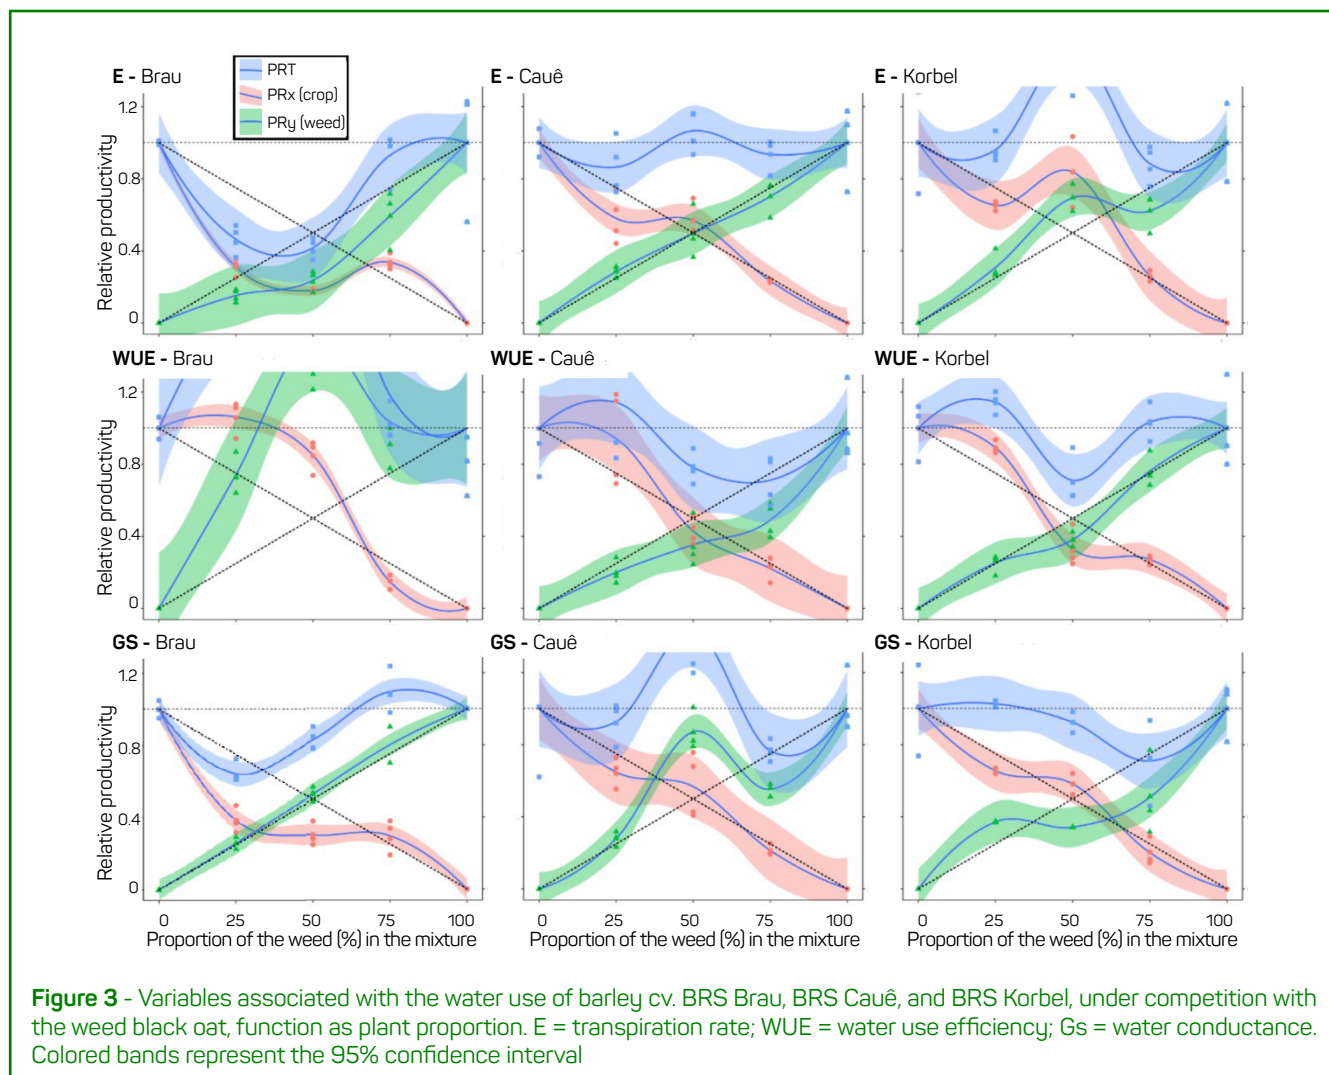 E - Brau
PRT
PRx (crop)
PRy (weed)
E - Cauê
E - Korbel
1.2
1.0
0.8
0.4
0
Relative productivity
WUE - Brau
WUE - Cauê
WUE - Korbel
1.2
1.0
0.8
0.4
0
Relative productivity
GS - Brau
GS - Cauê
GS - Korbel
1.2
1.0
0.8
0.4
0
Relative productivity
0 25 50 75 100
0 25 50 75 100
0 25 50 75 100
Proportion of the weed (%) in the mixture
Proportion of the weed (%) in the mixture
Proportion of the weed (%) in the mixture
Figure 3 - Variables associated with the water use of barley cv. BRS Brau, BRS Cauê, and BRS Korbel, under competition with
the weed black oat, function as plant proportion. E = transpiration rate; WUE = water use efficiency; Gs = water conductance.
Colored bands represent the 95% confidence interval